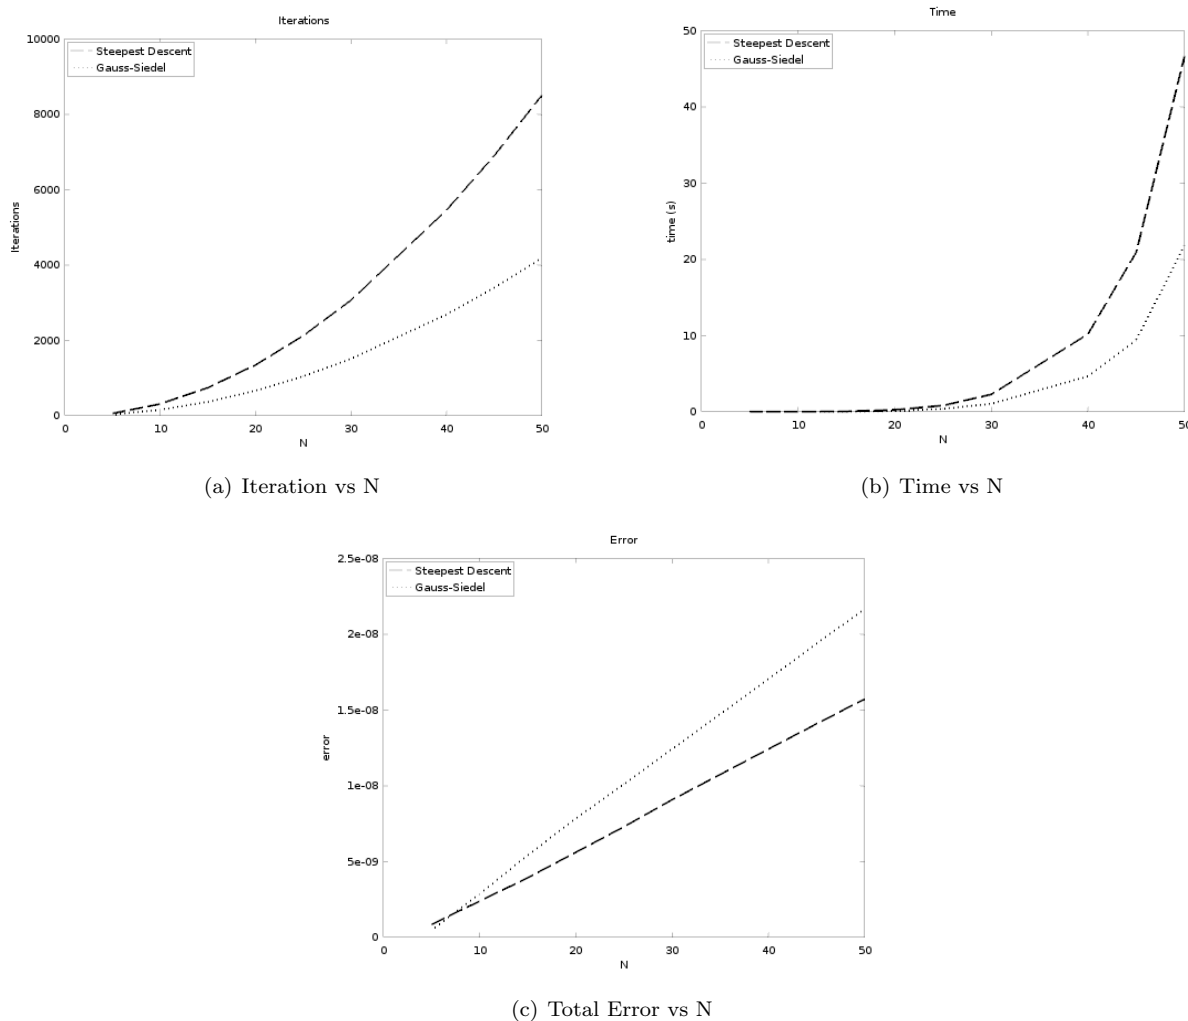 Iterations
10000
8000
6000
4000
2000
0
Iterations
Steepest Descent
Gauss-Siedel
0 10 20 30 40 50
N
(a) Iteration vs N
Time
50
40
30
20
10
0
time (s)
Steepest Descent
Gauss-Siedel
0 10 20 30 40 50
N
(b) Time vs N
Error
2.5e-08
2e-08
1.5e-08
1e-08
5e-09
0
error
Steepest Descent
Gauss-Siedel
0 10 20 30 40 50
N
(c) Total Error vs N